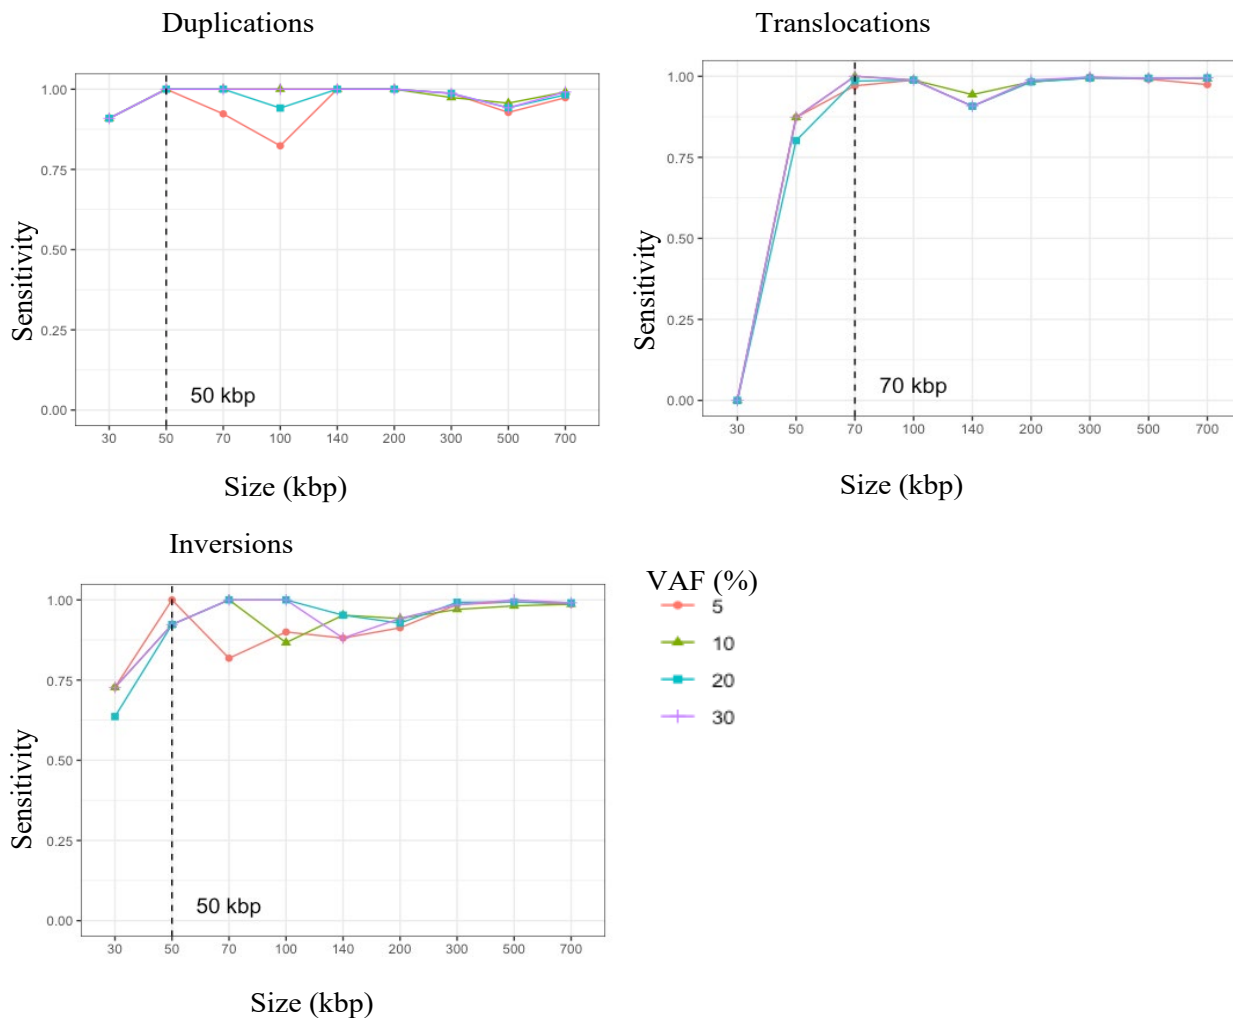 Duplications
Sensitivity
1.00
0.75
0.50
0.25
0.00
50 kbp
30 50 70 100 140 200 300 500 700
Size (kbp)
Translocations
Sensitivity
1.00
0.75
0.50
0.25
0.00
70 kbp
30 50 70 100 140 200 300 500 700
Size (kbp)
Inversions
Sensitivity
1.00
0.75
0.50
0.25
0.00
50 kbp
30 50 70 100 140 200 300 500 700
Size (kbp)
VAF (%)
5
10
20
30